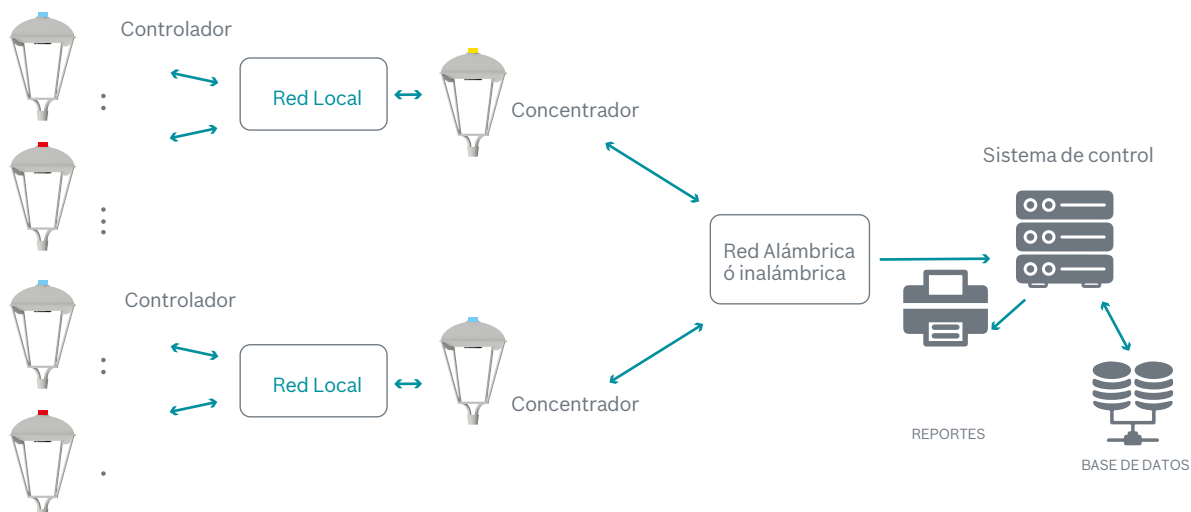 Controlador
Red Local
Concentrador
Sistema de control
Red Alámbrica
ó inalámbrica
Controlador
Red Local
Concentrador
REPORTES
BASE DE DATOS